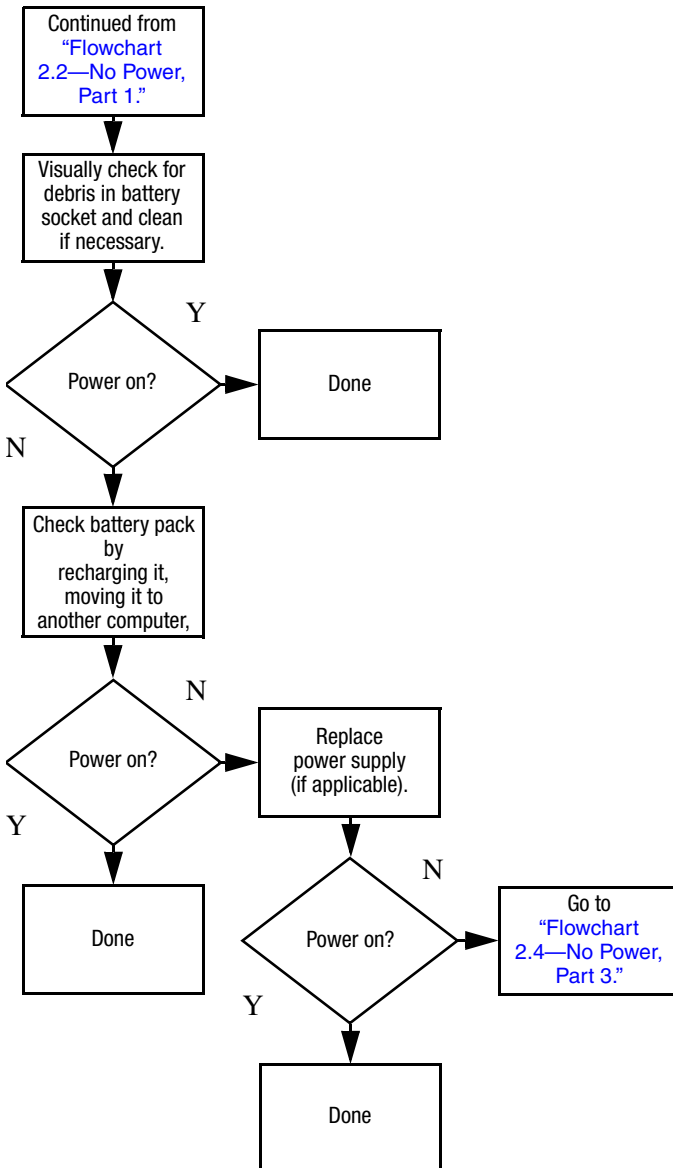 Continued from
“Flowchart
2.2—No Power,
Part 1.”
Visually check for
debris in battery
socket and clean
if necessary.
Y
Power on?
Done
N
Check battery pack
by
recharging it,
moving it to
another computer,
N
Power on?
Replace
power supply
(if applicable).
Y
N
Done
Power on?
Go to
“Flowchart
2.4—No Power,
Part 3.”
Y
Done